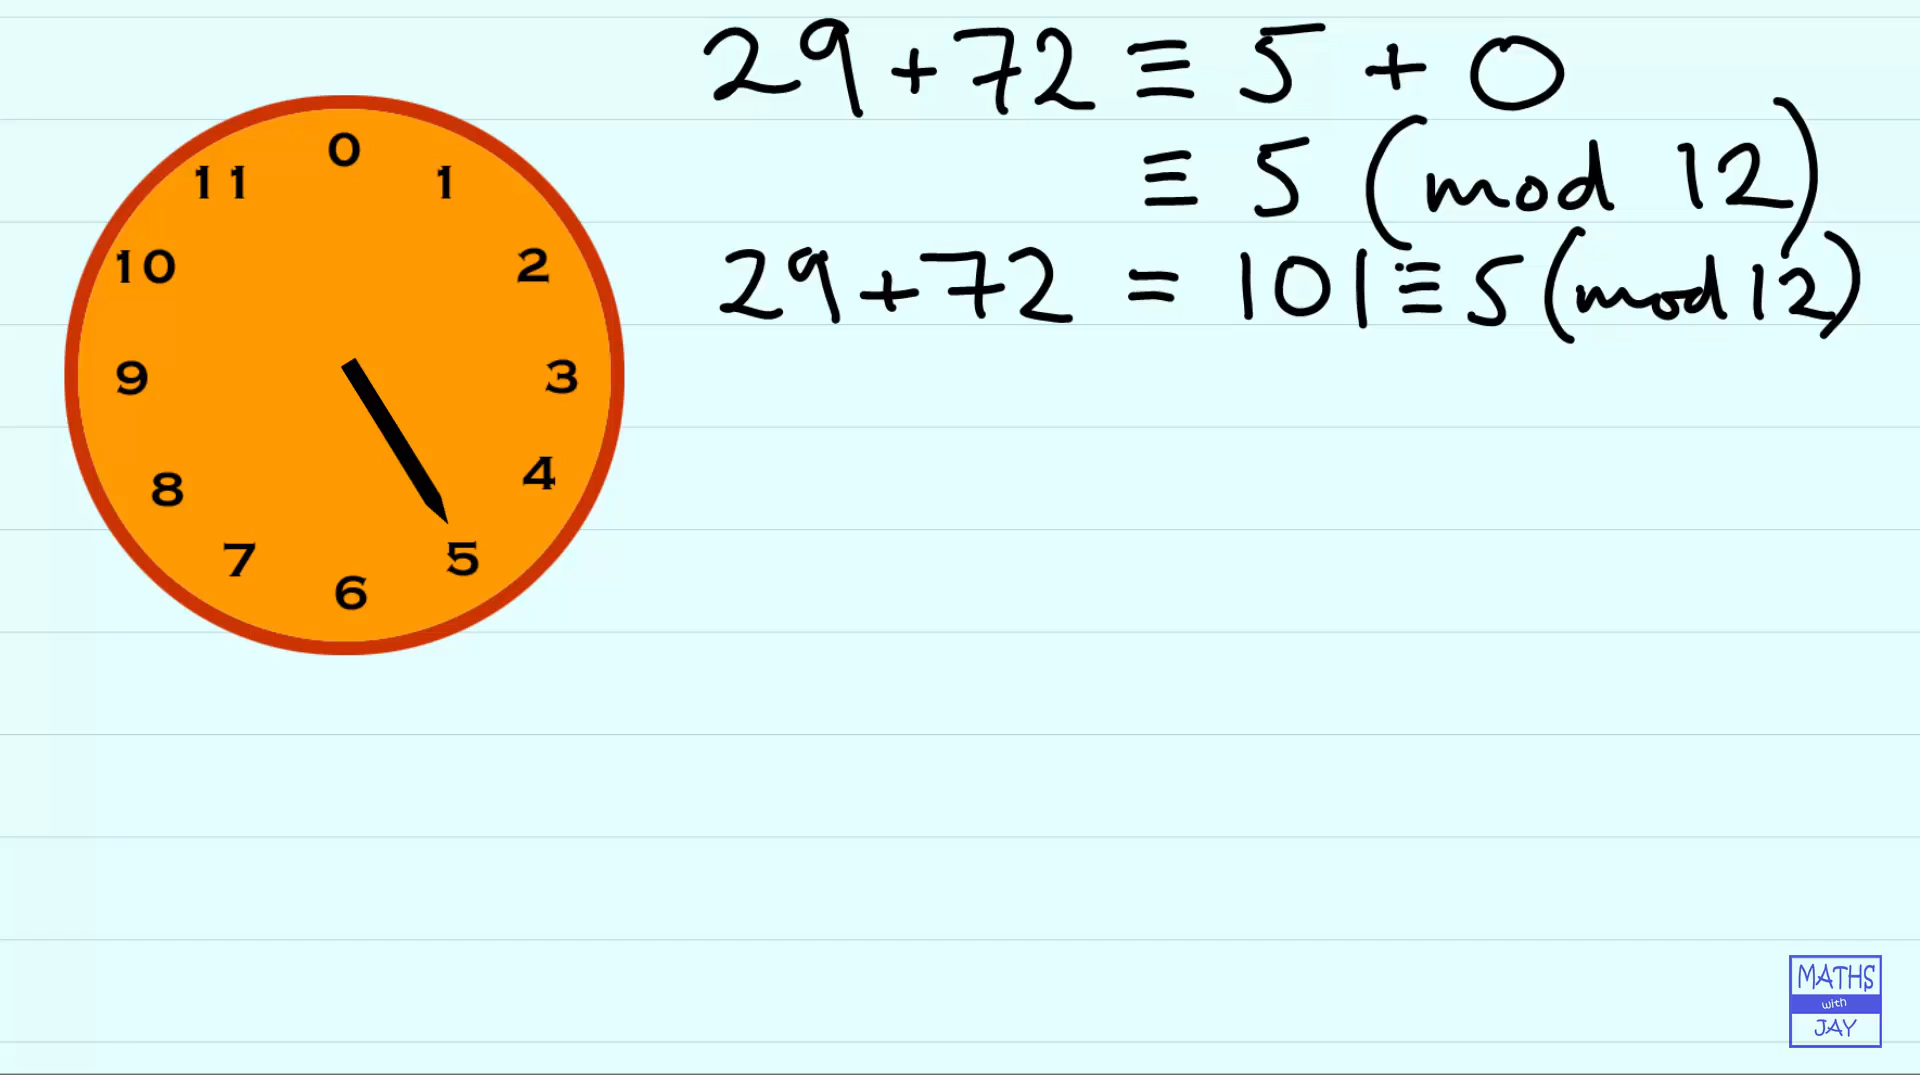 29+72 ≡ 5 + 0
≡ 5 (mod 12)
29+72 = 101 ≡ 5 (mod 12)
0
11 1
10 2
9 3
8 4
7 5
6
MATHS
with
JAY